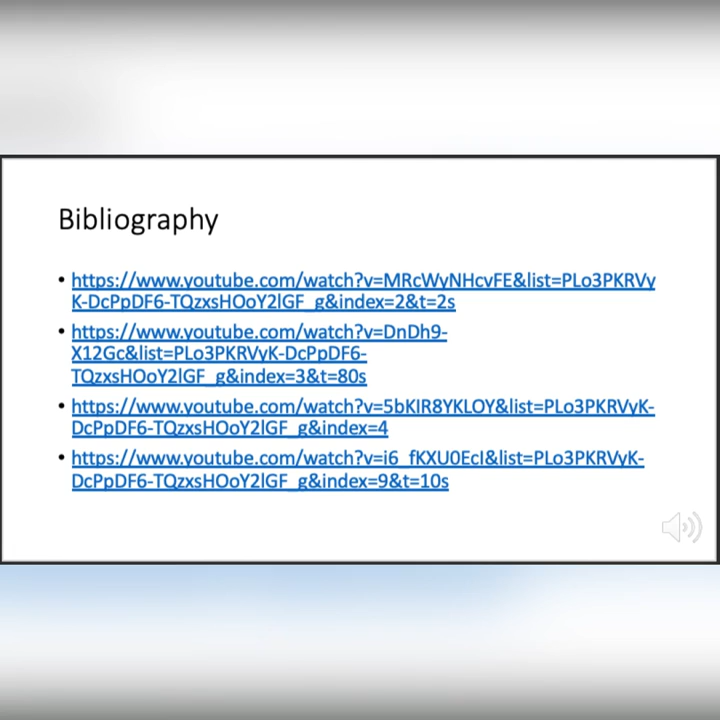 Bibliography
• https://www.youtube.com/watch?v=MRcWyNHcvFE&list=PLo3PKRVy
K-DcPpDF6-TQzxsHOoY2lGF_g&index=2&t=2s
• https://www.youtube.com/watch?v=DnDh9-
X12Gc&list=PLo3PKRVyK-DcPpDF6-
TQzxsHOoY2lGF_g&index=3&t=80s
• https://www.youtube.com/watch?v=5bKIR8YKLOY&list=PLo3PKRVyK-
DcPpDF6-TQzxsHOoY2lGF_g&index=4
• https://www.youtube.com/watch?v=i6_fKXU0EcI&list=PLo3PKRVyK-
DcPpDF6-TQzxsHOoY2lGF_g&index=9&t=10s